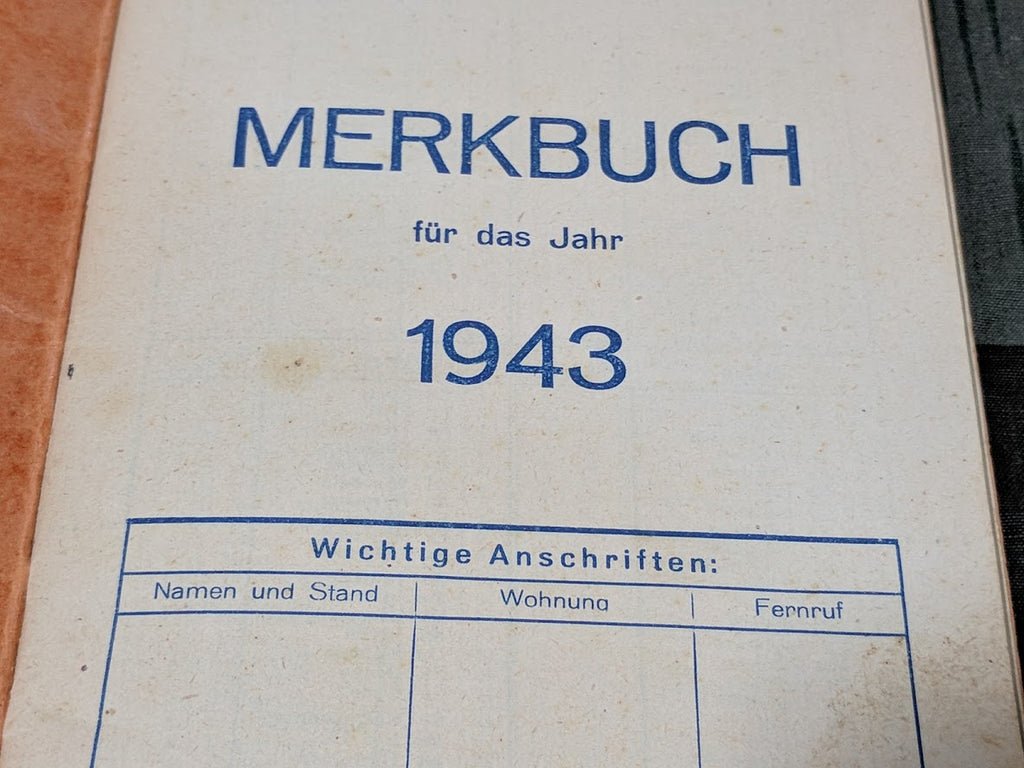 MERKBUCH
für das Jahr
1943
Wichtige Anschriften:
Namen und Stand Wohnung Fernruf